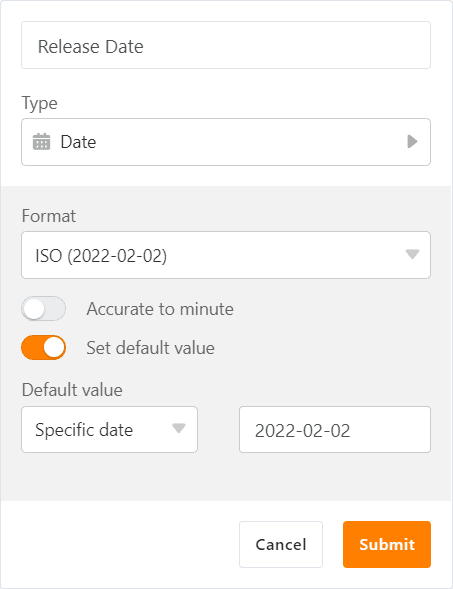 Release Date
Type
Date
Format
ISO (2022-02-02)
Accurate to minute
Set default value
Default value
Specific date 2022-02-02
Cancel Submit